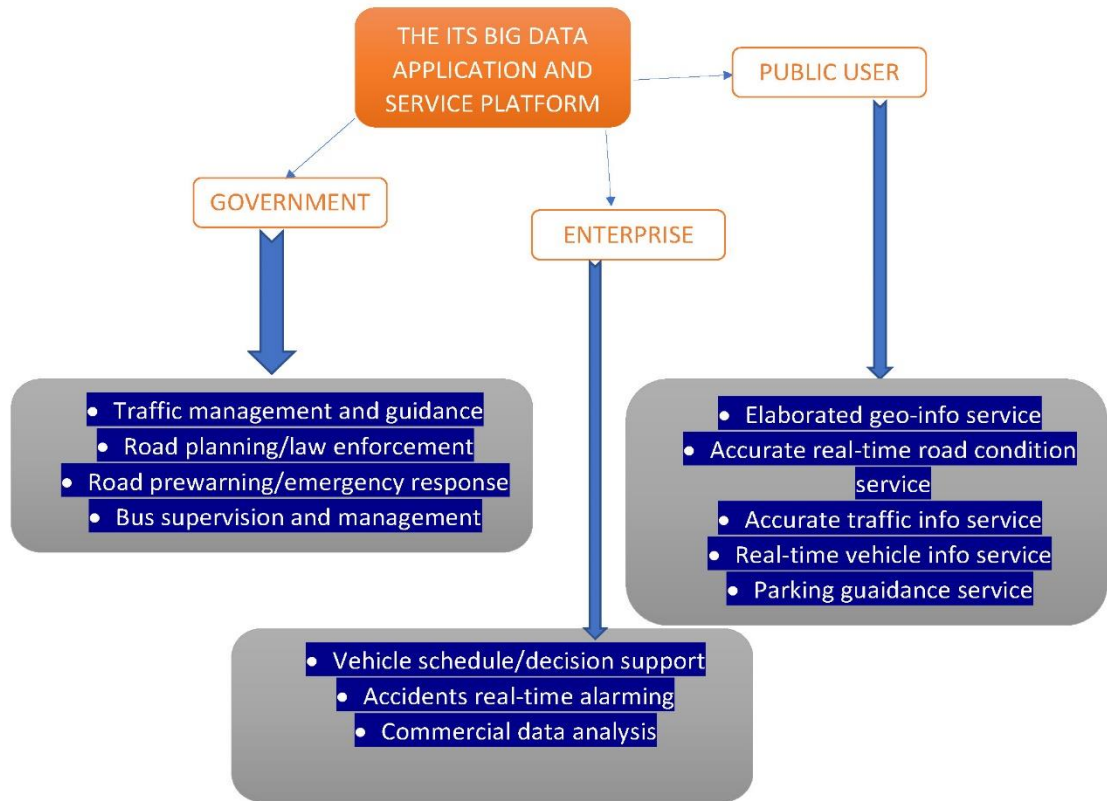 THE ITS BIG DATA
APPLICATION AND
SERVICE PLATFORM
PUBLIC USER
GOVERNMENT
ENTERPRISE
• Traffic management and guidance
• Road planning/law enforcement
• Road prewarning/emergency response
• Bus supervision and management
• Elaborated geo-info service
• Accurate real-time road condition
service
• Accurate traffic info service
• Real-time vehicle info service
• Parking guaidance service
• Vehicle schedule/decision support
• Accidents real-time alarming
• Commercial data analysis